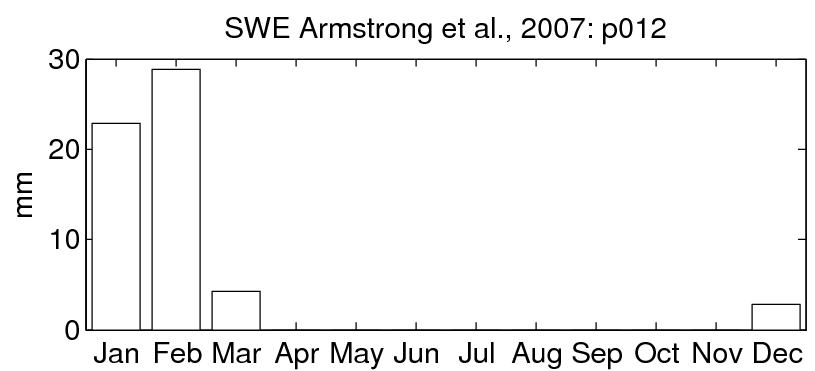 SWE Armstrong et al., 2007: p012
30
20
10
0
mm
Jan Feb Mar Apr May Jun Jul Aug Sep Oct Nov Dec